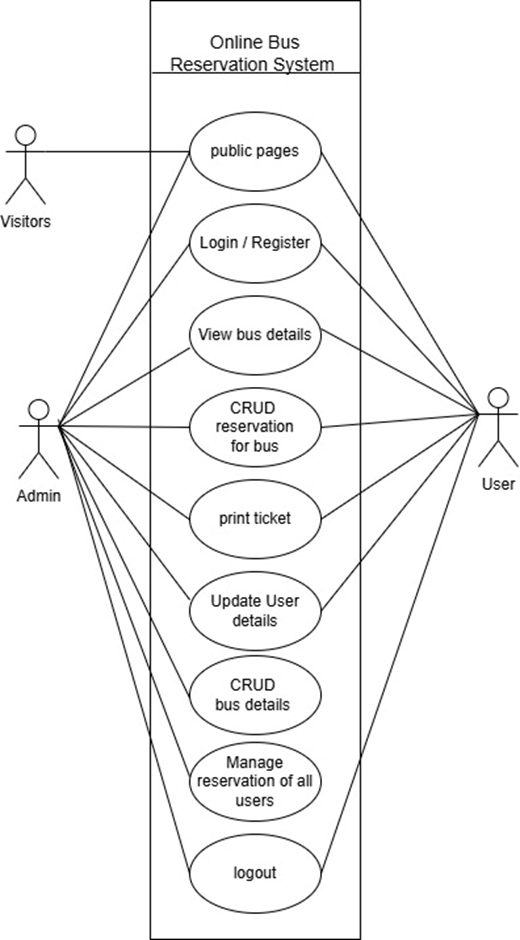 Online Bus
Reservation System
public pages
Visitors
Login / Register
View bus details
CRUD
reservation
for bus
Admin
User
print ticket
Update User
details
CRUD
bus details
Manage
reservation of all
users
logout